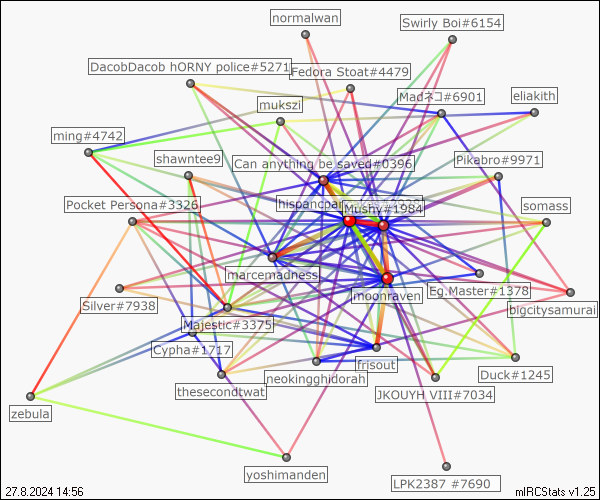 normalwan
Swirly Boi#6154
DacobDacob hORNY police#5271
Fedora Stoat#4479
mukszi
Madネコ#6901
eliakith
ming#4742
shawntee9
Can anything be saved#0396
Pikabro#9971
Pocket Persona#3326
hispancpa
Mushy#1984
somass
marcemadness
moonraven
Eg.Master#1378
Silver#7938
bigcitysamurai
Majestic#3375
Cypha#1717
frisout
neokingghidorah
Duck#1245
thesecondtwat
JKOUYH VIII#7034
zebula
yoshimanden
LPK2387 #7690
27.8.2024 14:56
mIRCStats v1.25